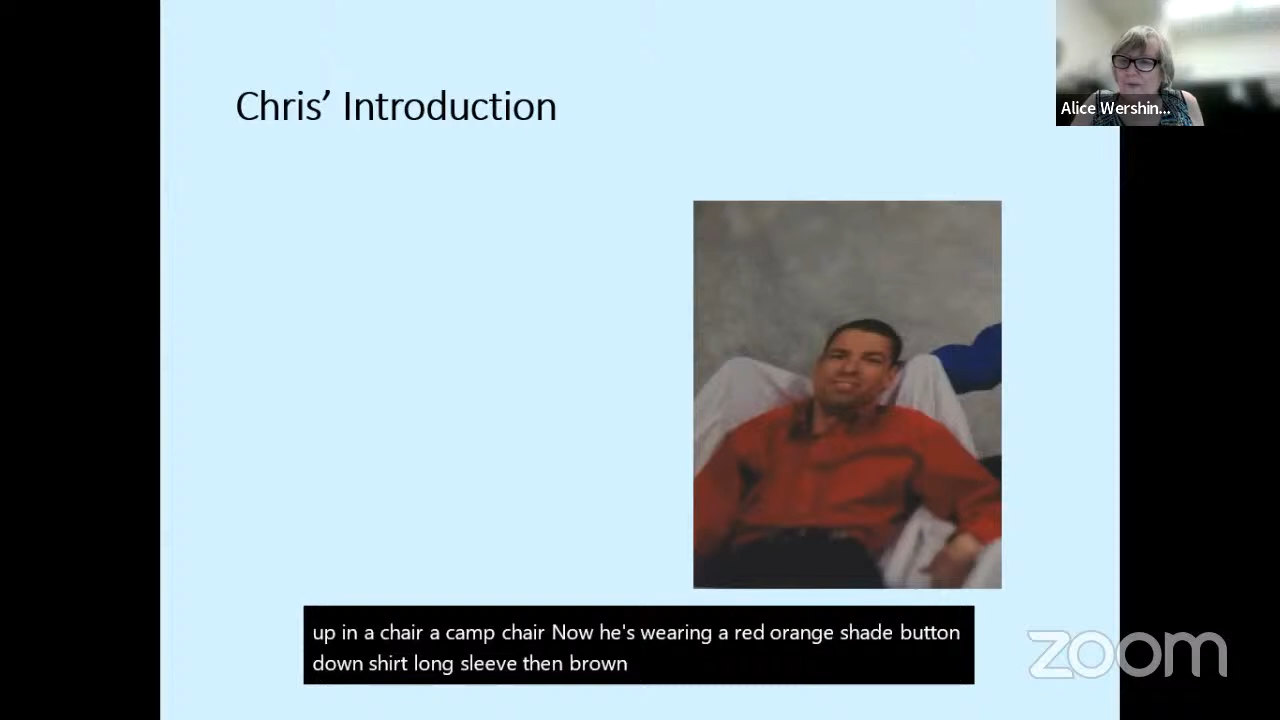 Chris’ Introduction
Alice Wershin...
up in a chair a camp chair Now he's wearing a red orange shade button
down shirt long sleeve then brown
zoom